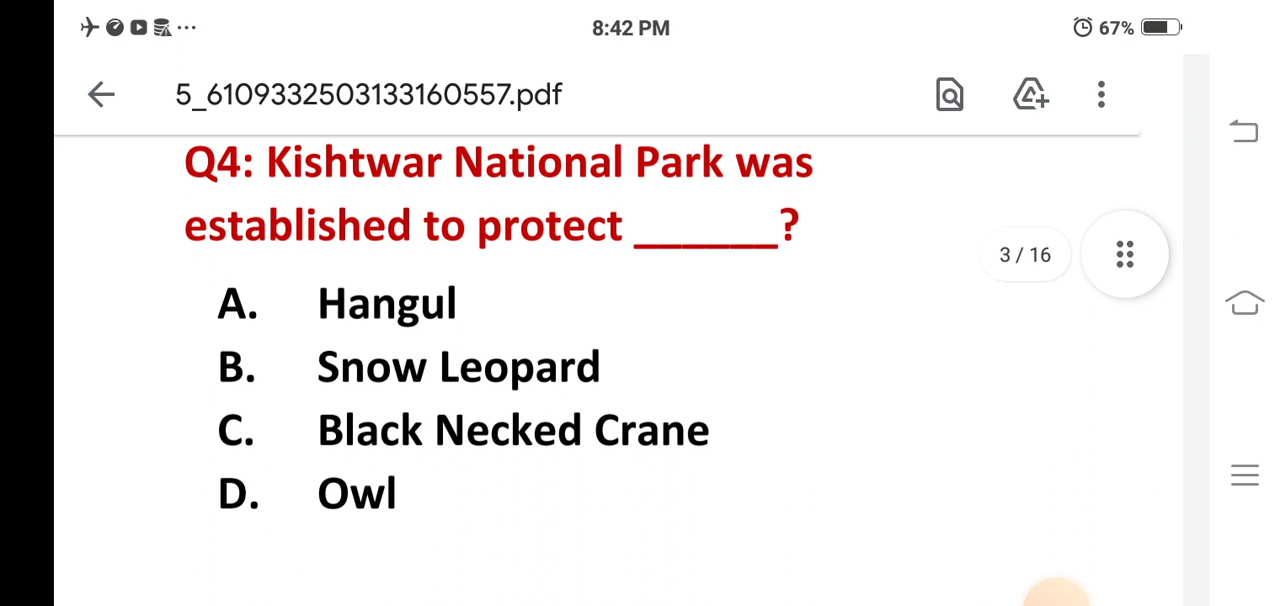 8:42 PM
67%
5_6109332503133160557.pdf
Q4: Kishtwar National Park was
established to protect ______?
3 / 16
A. Hangul
B. Snow Leopard
C. Black Necked Crane
D. Owl